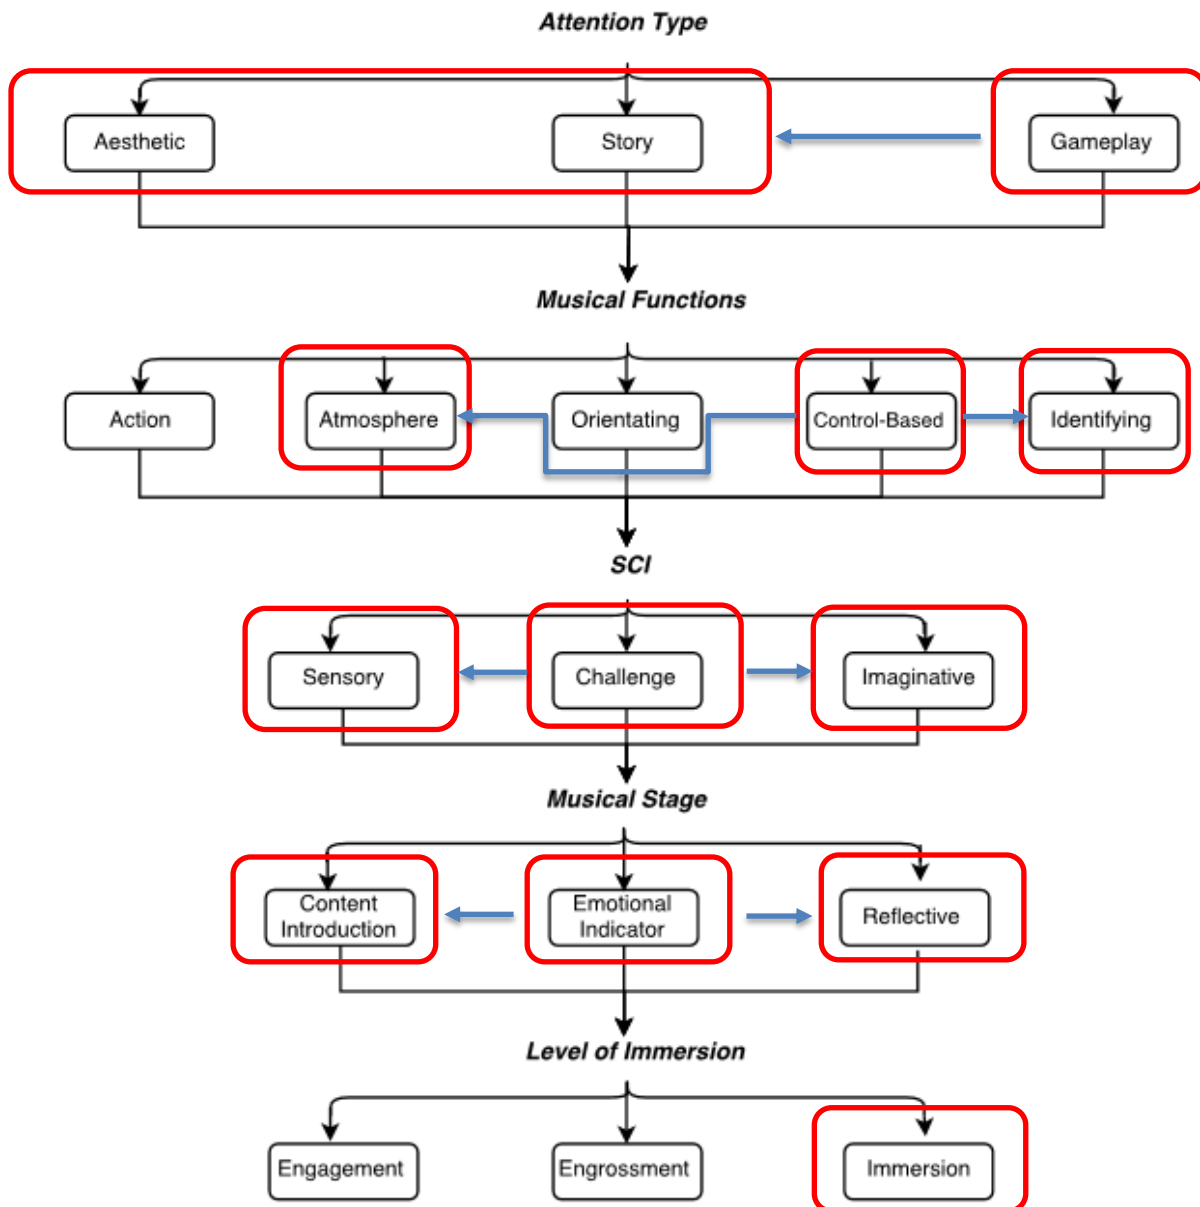 Attention Type
Aesthetic
Story
Gameplay
Musical Functions
Action
Atmosphere
Orientating
Control-Based
Identifying
SCI
Sensory
Challenge
Imaginative
Musical Stage
Content
Introduction
Emotional
Indicator
Reflective
Level of Immersion
Engagement
Engrossment
Immersion